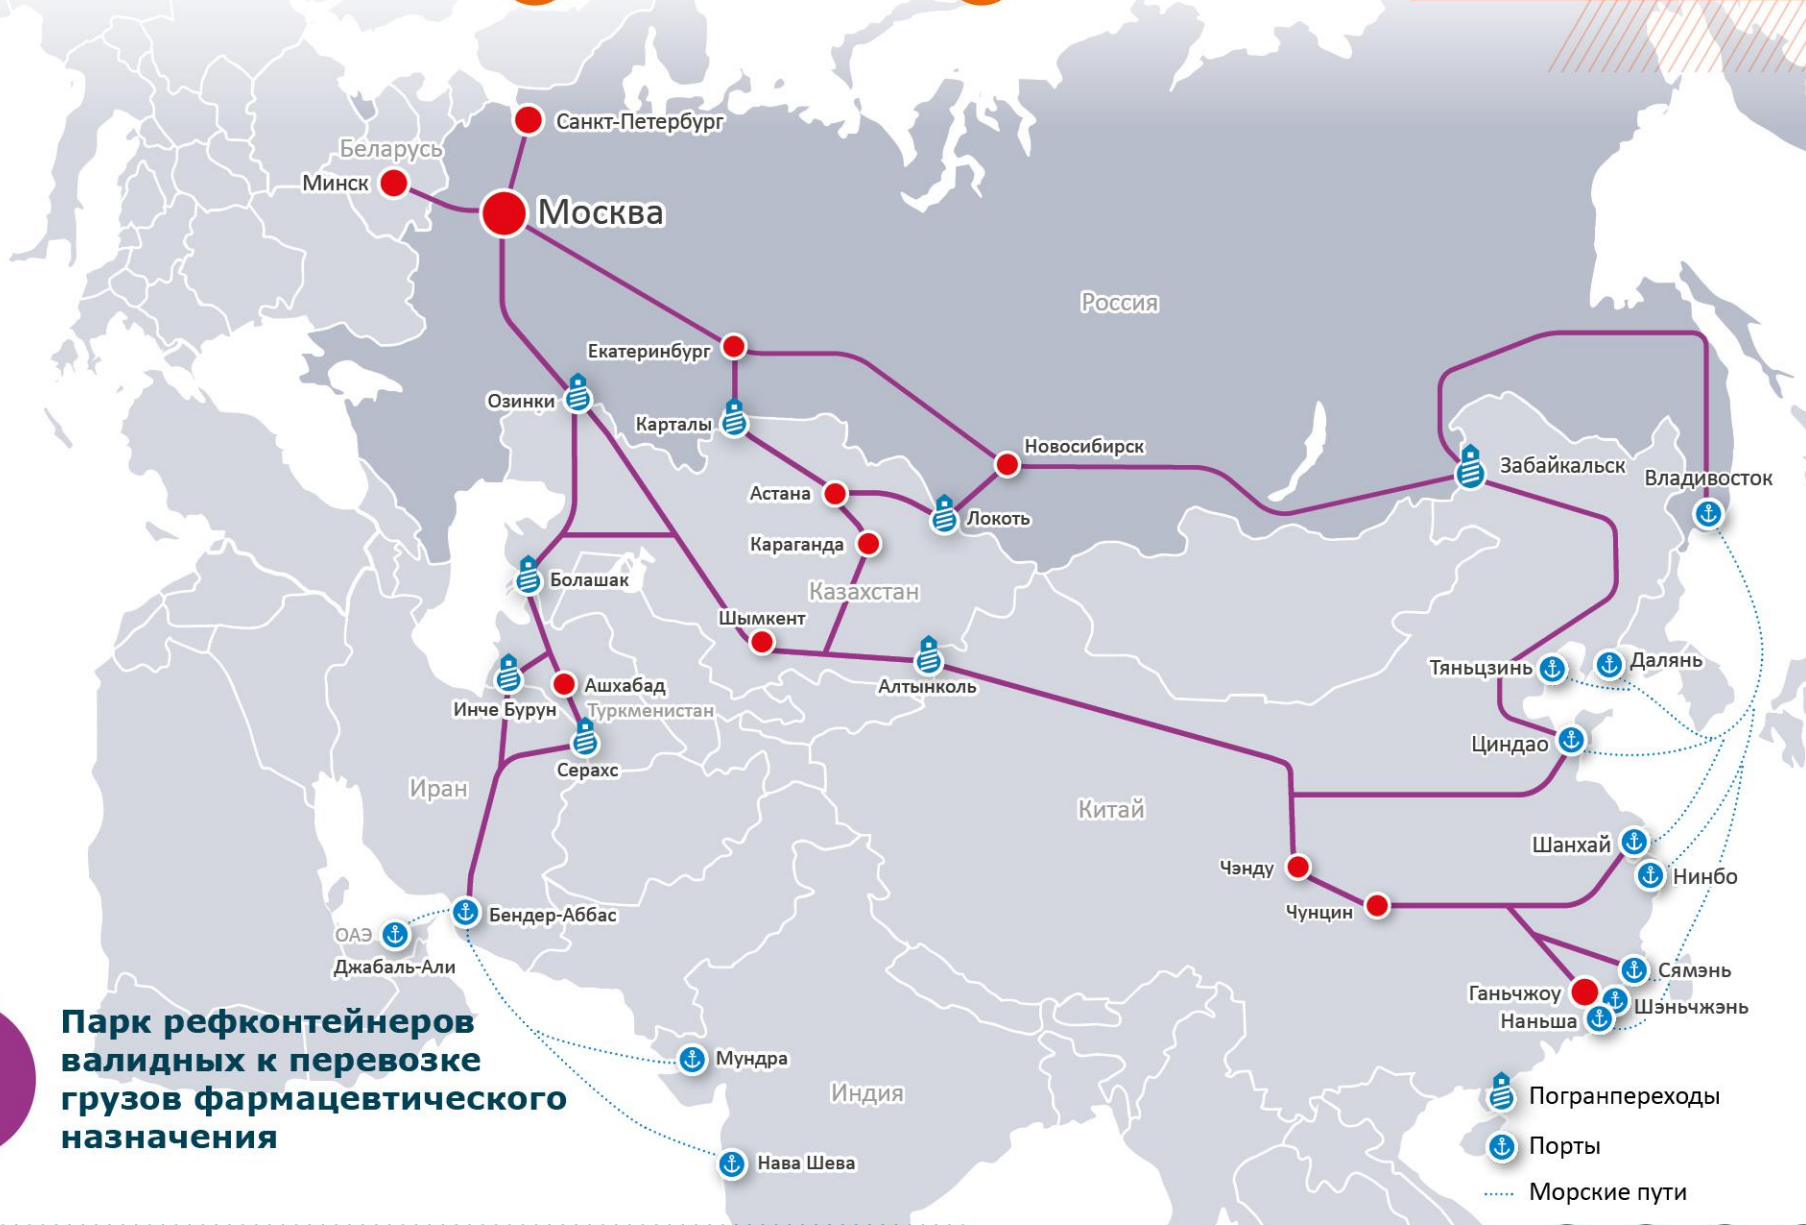 Санкт-Петербург
Беларусь
Минск
Москва
Россия
Екатеринбург
Озинки
Карталы
Новосибирск
Забайкальск
Владивосток
Астана
Локоть
Караганда
Болашак
Казахстан
Шымкент
Тяньцзинь
Далянь
Ашхабад
Алтынколь
Инче Бурун
Туркменистан
Циндао
Серахс
Иран
Китай
Шанхай
Чэнду
Нинбо
Чунцин
Бендер-Аббас
ОАЭ
Джабаль-Али
Сямэнь
Ганьчжоу
Шэньчжэнь
Наньша
Парк рефконтейнеров
валидных к перевозке
грузов фармацевтического
назначения
Мундра
Индия
Нава Шева
Погранпереходы
Порты
Морские пути